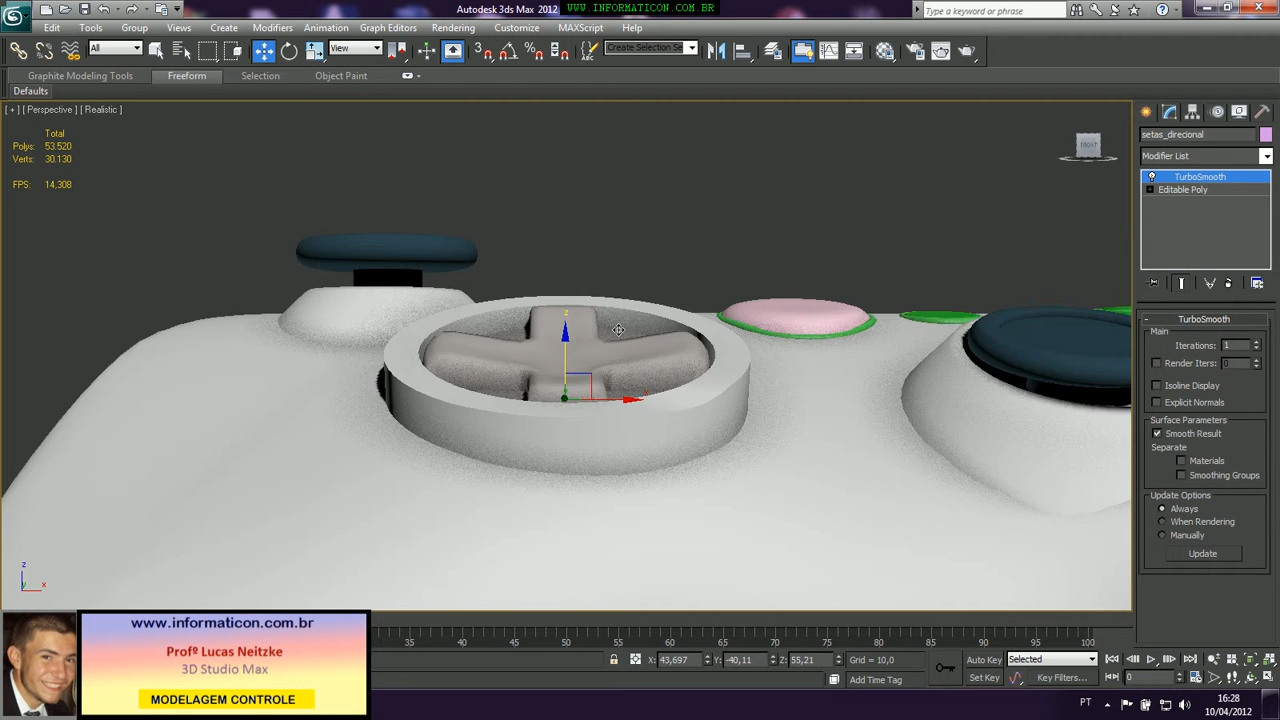 Autodesk 3ds Max 2012
WWW.INFORMATICON.COM.BR
Type a keyword or phrase
Edit Tools Group Views Create Modifiers Animation Graph Editors Rendering Customize MAXScript Help
All
View
Create Selection Se
Graphite Modeling Tools Freeform Selection Object Paint
Defaults
[ + ] [ Perspective ] [ Realistic ]
Total
Polys: 53.520
Verts: 30.130
FPS: 14,308
FRONT
setas_direcional
Modifier List
TurboSmooth
Editable Poly
TurboSmooth
Main
Iterations: 1
Render Iters: 0
Isoline Display
Explicit Normals
Surface Parameters
Smooth Result
Separate
Materials
Smoothing Groups
Update Options
Always
When Rendering
Manually
Update
z
x
z
y
x
www.informaticon.com.br
Profº Lucas Neitzke
3D Studio Max
MODELAGEM CONTROLE
35 40 45 50 55 60 65 70 75 80 85 90 95 100
X: 43,697 Y: -40,11 Z: 55,21 Grid = 10,0
Add Time Tag
Auto Key Selected
Set Key Key Filters...
0
PT
16:28
10/04/2012